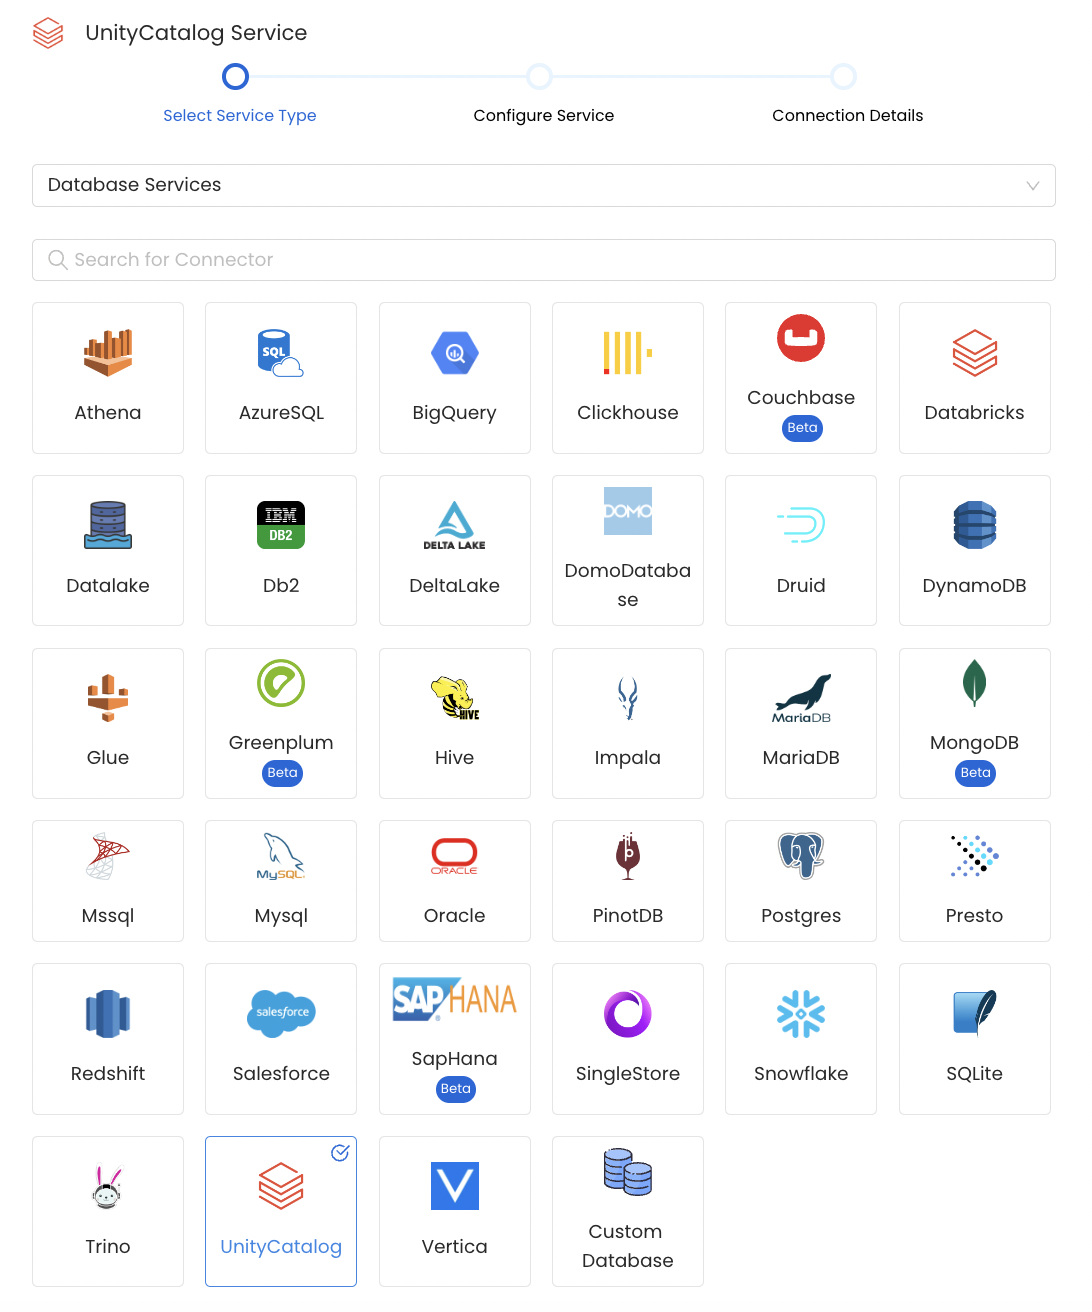 UnityCatalog Service
Select Service Type
Configure Service
Connection Details
Database Services
Search for Connector
Athena
SQL
AzureSQL
BigQuery
Clickhouse
Couchbase
Beta
Databricks
Datalake
IBM
DB2
Db2
DELTA LAKE
DeltaLake
DOMO
DomoDataba
se
Druid
DynamoDB
Glue
Greenplum
Beta
HIVE
Hive
Impala
MariaDB
MariaDB
MongoDB
Beta
Mssql
MySQL
Mysql
ORACLE
Oracle
p
PinotDB
Postgres
Presto
Redshift
salesforce
Salesforce
SAP HANA
SapHana
Beta
SingleStore
Snowflake
SQLite
Trino
UnityCatalog
Vertica
Custom
Database